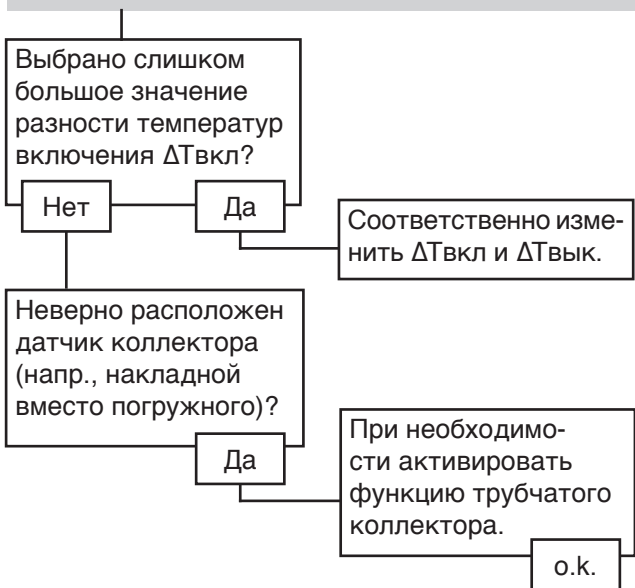 Выбрано слишком
большое значение
разности температур
включения ΔTвкл?
Нет
Да
Соответственно изме-
нить ΔTвкл и ΔTвык.
Неверно расположен
датчик коллектора
(напр., накладной
вместо погружного)?
Да
При необходимо-
сти активировать
функцию трубчатого
коллектора.
o.k.